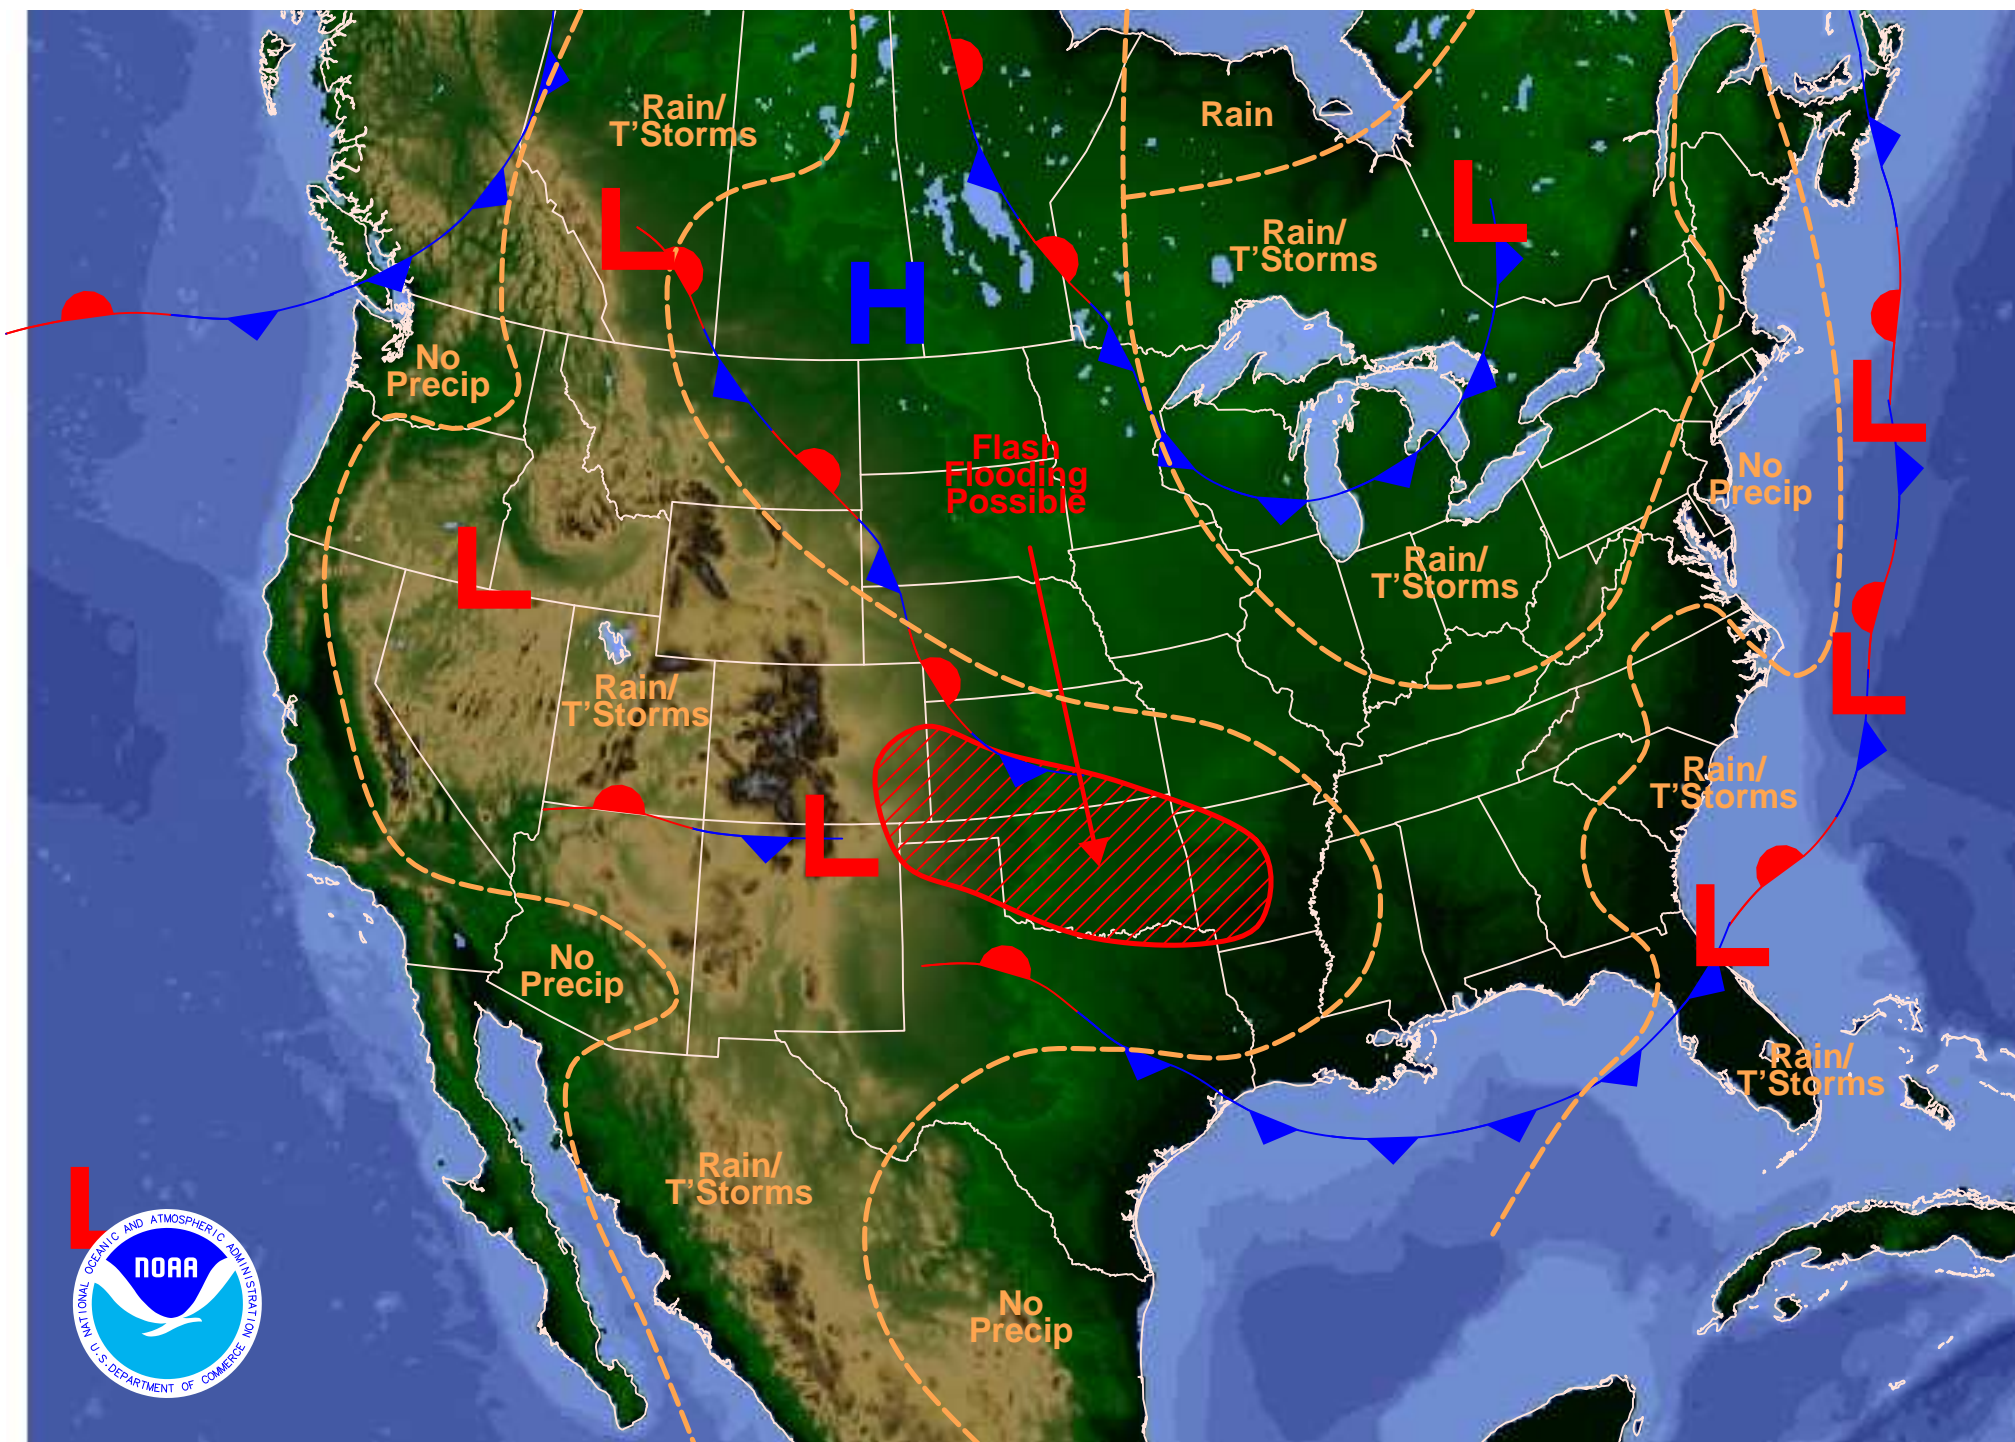 Rain/
T'Storms
Rain
Rain/
T'Storms
L
L
H
No
Precip
L
Flash
Flooding
Possible
No
Precip
L
Rain/
T'Storms
Rain/
T'Storms
L
Rain/
T'Storms
L
L
No
Precip
Rain/
T'Storms
Rain/
T'Storms
L
No
Precip
NATIONAL OCEANIC AND ATMOSPHERIC ADMINISTRATION
NOAA
U.S. DEPARTMENT OF COMMERCE